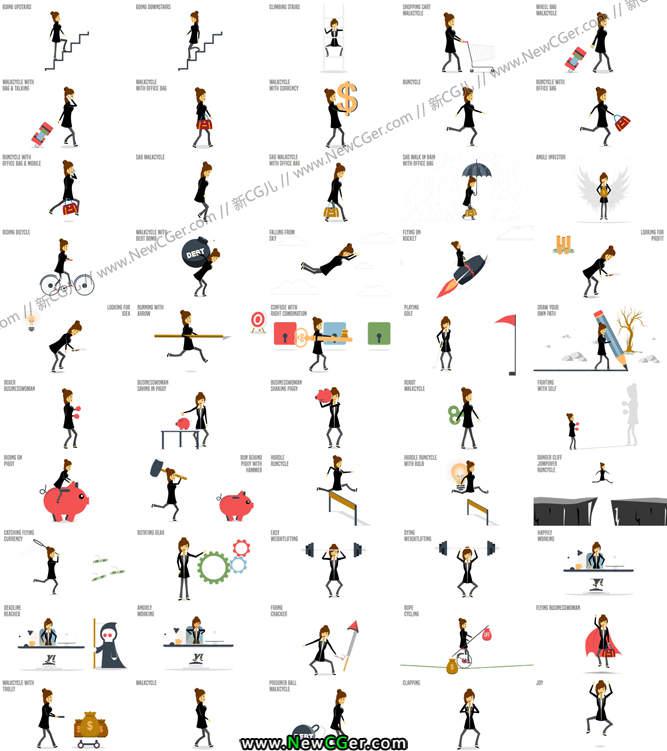 GOING UPSTAIRS
GOING DOWNSTAIRS
CLIMBING STAIRS
SHOPPING CART
WALKCYCLE
WHEEL BAG
WALKCYCLE
WALKCYCLE WITH
BAG & TALKING
WALKCYCLE
WITH OFFICE BAG
WALKCYCLE
WITH CURRENCY
RUNCYCLE
RUNCYCLE WITH
OFFICE BAG
RUNCYCLE WITH
OFFICE BAG & MOBILE
SAD WALKCYCLE
SAD WALKCYCLE
WITH OFFICE BAG
SAD WALK IN RAIN
WITH OFFICE BAG
ANGLE INVESTOR
RIDING BICYCLE
WALKCYCLE WITH
DEBT BOMB
DEBT
FALLING FROM
SKY
FLYING ON
ROCKET
LOOKING FOR
PROFIT
LOOKING FOR
IDEA
RUNNING WITH
ARROW
CONFUSE WITH
RIGHT COMBINATION
PLAYING
GOLF
DRAW YOUR
OWN PATH
BOXER
BUSINESSWOMAN
BUSINESSWOMAN
SAVING IN PIGGY
BUSINESSWOMAN
SHAKING PIGGY
ROBOT
WALKCYCLE
FIGHTING
WITH SELF
RIDING ON
PIGGY
RUN BEHIND
PIGGY WITH
HAMMER
HURDLE
RUNCYCLE
HURDLE RUNCYCLE
WITH BULB
DANGER CLIFF
JUMPOVER
RUNCYCLE
CATCHING FLYING
CURRENCY
ROTATING GEAR
EASY
WEIGHTLIFTING
DYING
WEIGHTLIFTING
HAPPILY
WORKING
DEADLINE
REACHED
ANGRILY
WORKING
FIRING
CRACKER
ROPE
CYCLING
FLYING BUSINESSWOMAN
WALKCYCLE WITH
TROLLY
WALKCYCLE
PRISONER BALL
WALKCYCLE
CLAPPING
JOY
.com // 新CG儿 // www.NewCGer.com // 新CG儿 // www.NewCGer.com // 新CG儿 // www.NewCGer.com
www.NewCGer.com